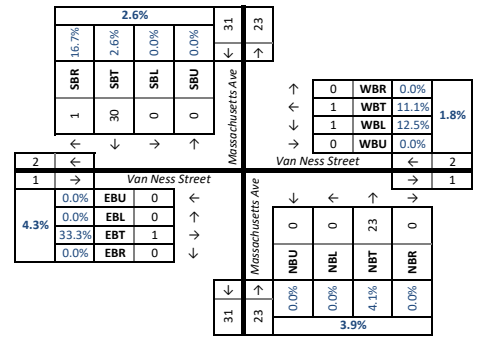 2.6%
31 23
16.7% 2.6% 0.0% 0.0%
↓ ↑
SBR SBT SBL SBU
Massachusetts Ave
1 30 0 0
← ↓ → ↑
↑ 0 WBR 0.0%
← 1 WBT 11.1%
↓ 1 WBL 12.5%
→ 0 WBU 0.0%
1.8%
2 ←
Van Ness Street
← 2
1 →
Van Ness Street
→ 1
4.3%
0.0% EBU 0 ←
0.0% EBL 0 ↑
33.3% EBT 1 →
0.0% EBR 0 ↓
Massachusetts Ave
↓ ← ↑ →
0 0 23 0
NBU NBL NBT NBR
↓ ↑
0.0% 0.0% 4.1% 0.0%
31 23
3.9%